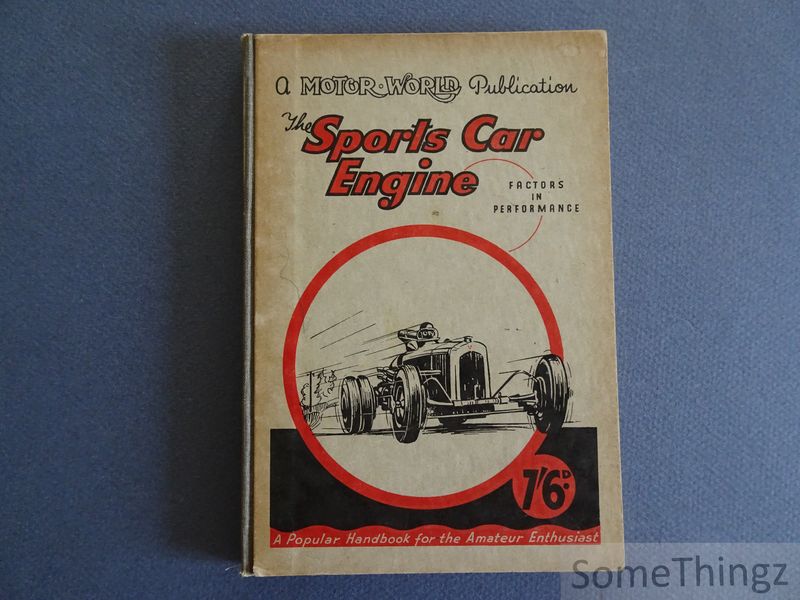 A MOTOR·WORLD Publication
The Sports Car
Engine
FACTORS
IN
PERFORMANCE
7'6D.
A Popular Handbook for the Amateur Enthusiast
SomeThingz